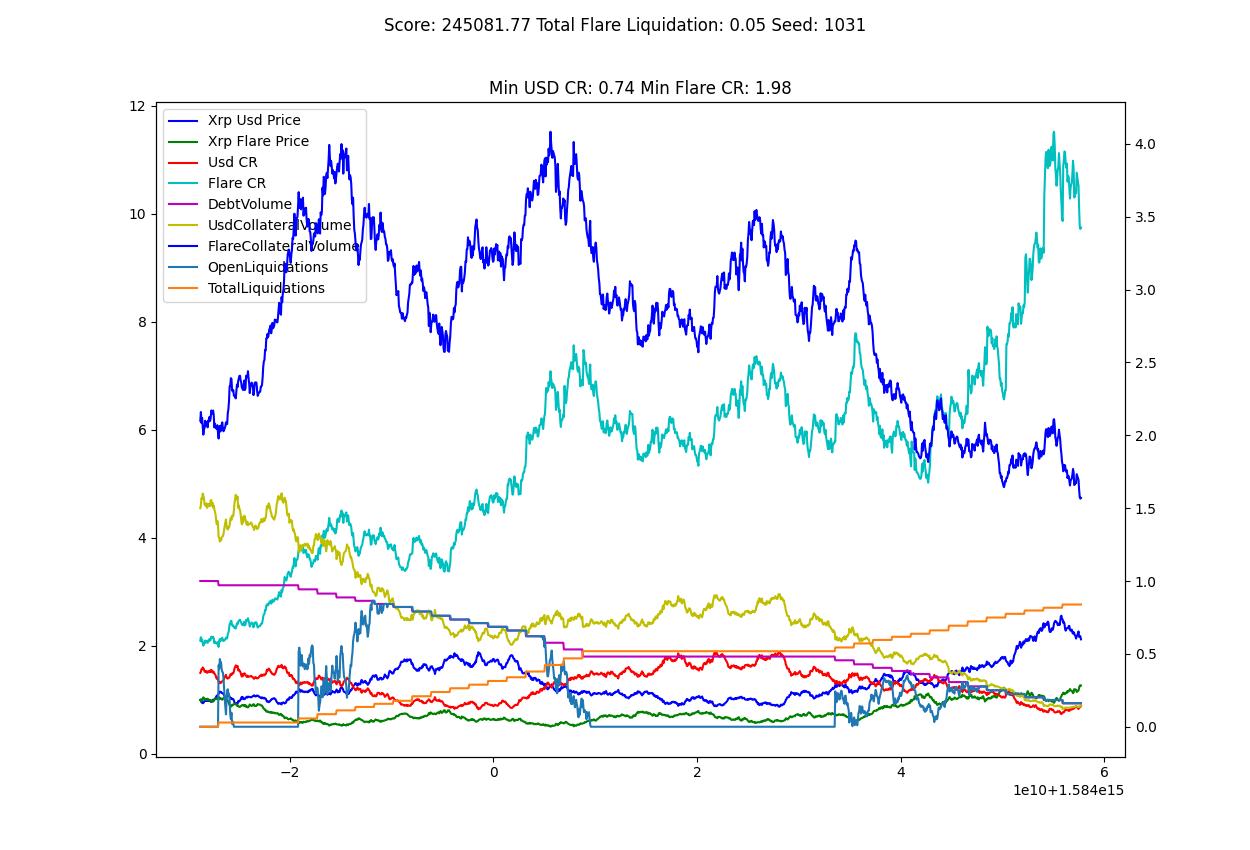 Score: 245081.77 Total Flare Liquidation: 0.05 Seed: 1031
Min USD CR: 0.74 Min Flare CR: 1.98
Xrp Usd Price
Xrp Flare Price
Usd CR
Flare CR
DebtVolume
UsdCollateralVolume
FlareCollateralVolume
OpenLiquidations
TotalLiquidations
12
10
8
6
4
2
0
4.0
3.5
3.0
2.5
2.0
1.5
1.0
0.5
0.0
−2
0
2
4
6
1e10+1.584e15